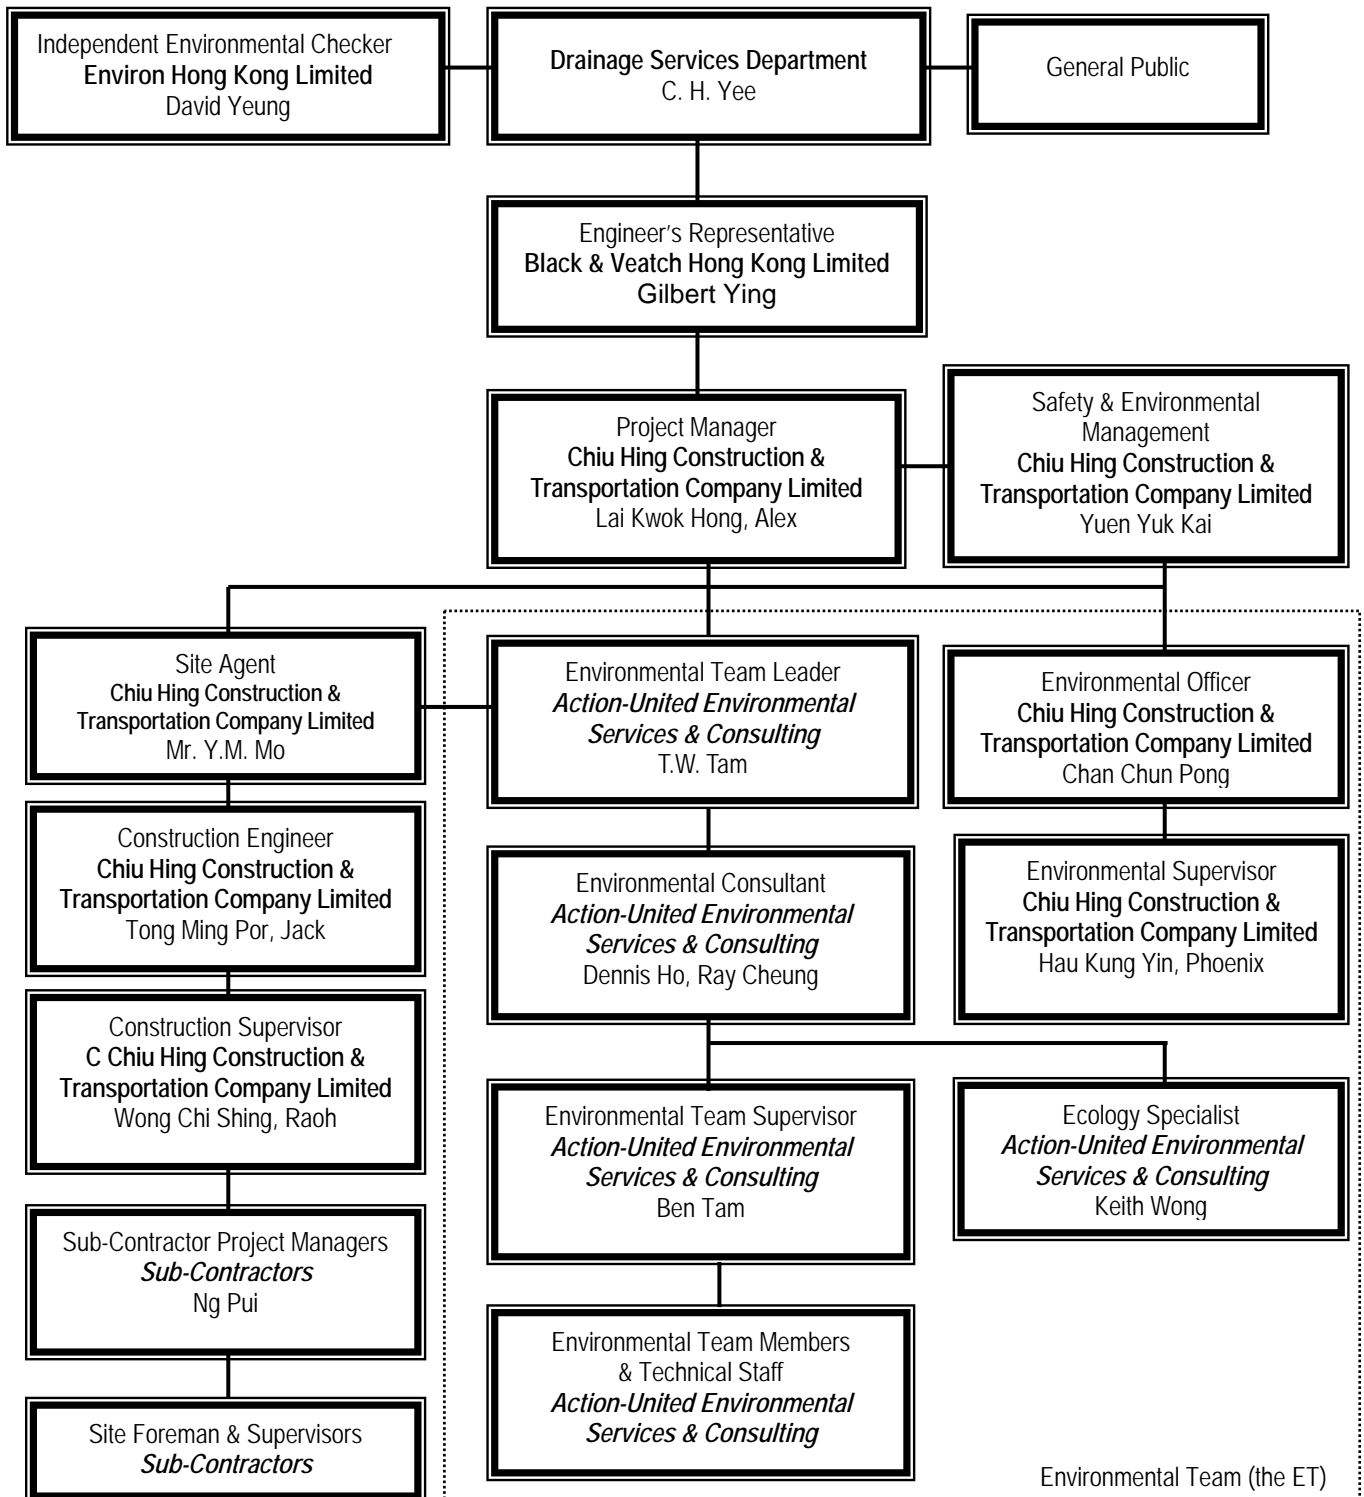 Independent Environmental Checker
Environ Hong Kong Limited
David Yeung
Drainage Services Department
C. H. Yee
General Public
Engineer's Representative
Black & Veatch Hong Kong Limited
Gilbert Ying
Project Manager
Chiu Hing Construction &
Transportation Company Limited
Lai Kwok Hong, Alex
Safety & Environmental
Management
Chiu Hing Construction &
Transportation Company Limited
Yuen Yuk Kai
Site Agent
Chiu Hing Construction &
Transportation Company Limited
Mr. Y.M. Mo
Environmental Team Leader
Action-United Environmental
Services & Consulting
T.W. Tam
Environmental Officer
Chiu Hing Construction &
Transportation Company Limited
Chan Chun Pong
Construction Engineer
Chiu Hing Construction &
Transportation Company Limited
Tong Ming Por, Jack
Environmental Consultant
Action-United Environmental
Services & Consulting
Dennis Ho, Ray Cheung
Environmental Supervisor
Chiu Hing Construction &
Transportation Company Limited
Hau Kung Yin, Phoenix
Construction Supervisor
C Chiu Hing Construction &
Transportation Company Limited
Wong Chi Shing, Raoh
Environmental Team Supervisor
Action-United Environmental
Services & Consulting
Ben Tam
Ecology Specialist
Action-United Environmental
Services & Consulting
Keith Wong
Sub-Contractor Project Managers
Sub-Contractors
Ng Pui
Environmental Team Members
& Technical Staff
Action-United Environmental
Services & Consulting
Site Foreman & Supervisors
Sub-Contractors
Environmental Team (the ET)